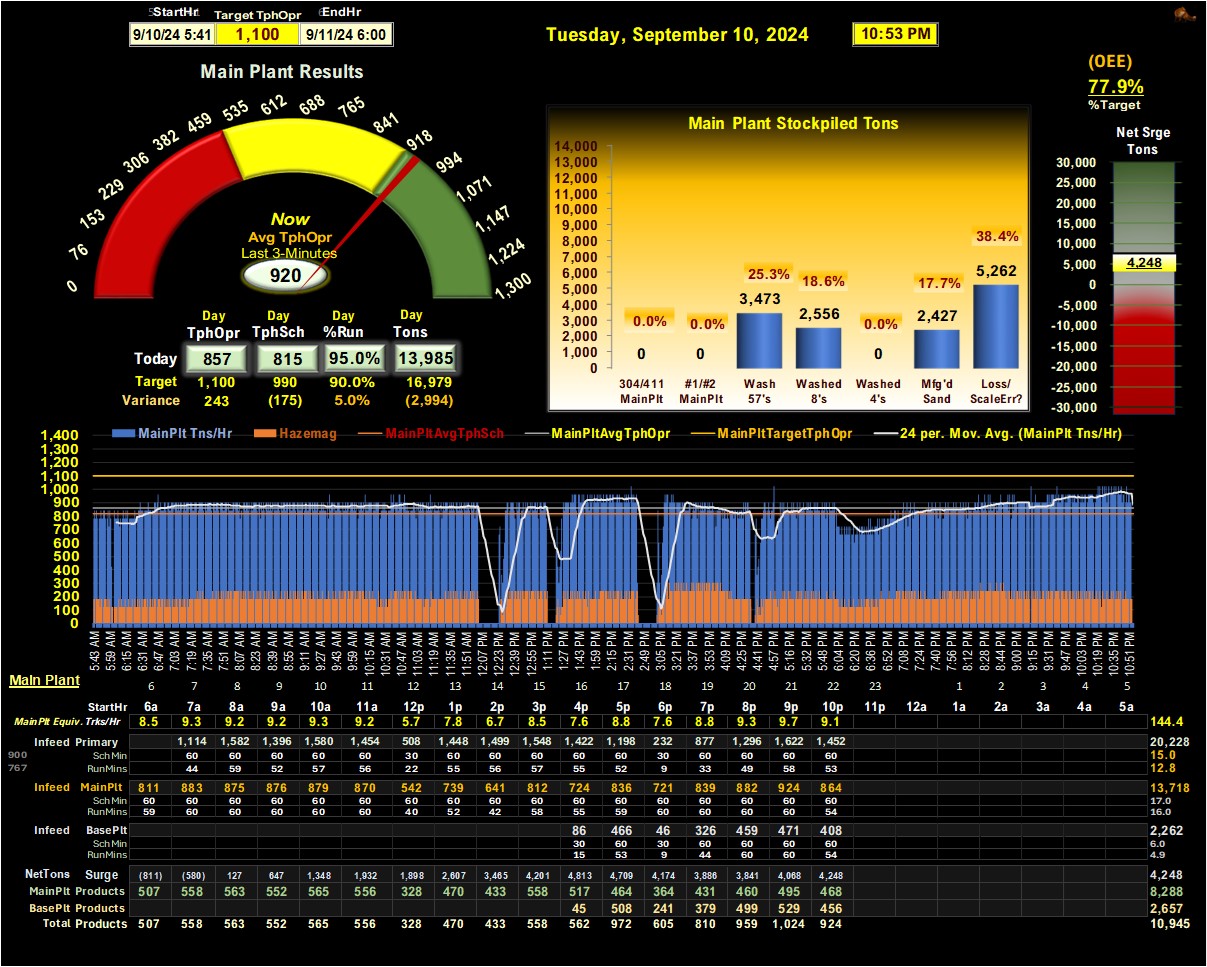 StartHr Target TphOpr EndHr
9/10/24 5:41 1,100 9/11/24 6:00
Tuesday, September 10, 2024 10:53 PM
(OEE)
77.9%
%Target
Main Plant Results
0 76 153 229 306 382 459 535 612 688 765 841 918 994 1,071 1,147 1,224 1,300
Now
Avg TphOpr
Last 3-Minutes
920
Day Day Day Day
TphOpr TphSch %Run Tons
Today 857 815 95.0% 13,985
Target 1,100 990 90.0% 16,979
Variance 243 (175) 5.0% (2,994)
Main Plant Stockpiled Tons
14,000
13,000
12,000
11,000
10,000
9,000
8,000
7,000
6,000
5,000
4,000
3,000
2,000
1,000
0
0.0% 0.0% 25.3% 18.6% 0.0% 17.7% 38.4%
0 0 3,473 2,556 0 2,427 5,262
304/411 #1/#2 Wash Washed Washed Mfg'd Loss/
MainPlt MainPlt 57's 8's 4's Sand ScaleErr?
Net Srge
Tons
30,000
25,000
20,000
15,000
10,000
5,000
0
-5,000
-10,000
-15,000
-20,000
-25,000
-30,000
4,248
MainPlt Tns/Hr Hazemag MainPltAvgTphSch MainPltAvgTphOpr MainPltTargetTphOpr 24 per. Mov. Avg. (MainPlt Tns/Hr)
1,400
1,300
1,200
1,100
1,000
900
800
700
600
500
400
300
200
100
0
5:43 AM 5:59 AM 6:15 AM 6:31 AM 6:47 AM 7:03 AM 7:19 AM 7:35 AM 7:51 AM 8:07 AM 8:23 AM 8:39 AM 8:55 AM 9:11 AM 9:27 AM 9:43 AM 9:59 AM 10:15 AM 10:31 AM 10:47 AM 11:03 AM 11:19 AM 11:35 AM 11:51 AM 12:07 PM 12:23 PM 12:39 PM 12:55 PM 1:11 PM 1:27 PM 1:43 PM 1:59 PM 2:15 PM 2:31 PM 2:49 PM 3:05 PM 3:21 PM 3:37 PM 3:53 PM 4:09 PM 4:25 PM 4:41 PM 4:57 PM 5:16 PM 5:32 PM 5:48 PM 6:04 PM 6:20 PM 6:36 PM 6:52 PM 7:08 PM 7:24 PM 7:40 PM 7:56 PM 8:12 PM 8:28 PM 8:44 PM 9:00 PM 9:15 PM 9:31 PM 9:47 PM 10:03 PM 10:19 PM 10:35 PM 10:51 PM
Main Plant
6 7 8 9 10 11 12 13 14 15 16 17 18 19 20 21 22 23 1 2 3 4 5
StartHr 6a 7a 8a 9a 10a 11a 12p 1p 2p 3p 4p 5p 6p 7p 8p 9p 10p 11p 12a 1a 2a 3a 4a 5a
MainPlt Equiv. Trks/Hr 8.5 9.3 9.2 9.2 9.3 9.2 5.7 7.8 6.7 8.5 7.6 8.8 7.6 8.8 9.3 9.7 9.1 144.4
Infeed Primary 1,114 1,582 1,396 1,580 1,454 508 1,448 1,499 1,548 1,422 1,198 232 877 1,296 1,622 1,452 20,228
900 Sch Min 60 60 60 60 60 30 60 60 60 60 60 30 60 60 60 60 15.0
767 RunMins 44 59 52 57 56 22 55 56 57 55 52 9 33 49 58 53 12.8
Infeed MainPlt 811 883 875 876 879 870 542 739 641 812 724 836 721 839 882 924 864 13,718
Sch Min 60 60 60 60 60 60 60 60 60 60 60 60 60 60 60 60 60 17.0
RunMins 59 60 60 60 60 60 40 52 42 58 55 59 60 60 60 60 54 16.0
Infeed BasePlt 86 466 46 326 459 471 408 2,262
Sch Min 30 60 30 60 60 60 60 6.0
RunMins 15 53 9 44 60 60 54 4.9
NetTons Surge (811) (580) 127 647 1,348 1,932 1,898 2,607 3,465 4,201 4,813 4,709 4,174 3,886 3,841 4,068 4,248 4,248
MainPlt Products 507 558 563 552 565 556 328 470 433 558 517 464 364 431 460 495 468 8,288
BasePlt Products 45 508 241 379 499 529 456 2,657
Total Products 507 558 563 552 565 556 328 470 433 558 562 972 605 810 959 1,024 924 10,945